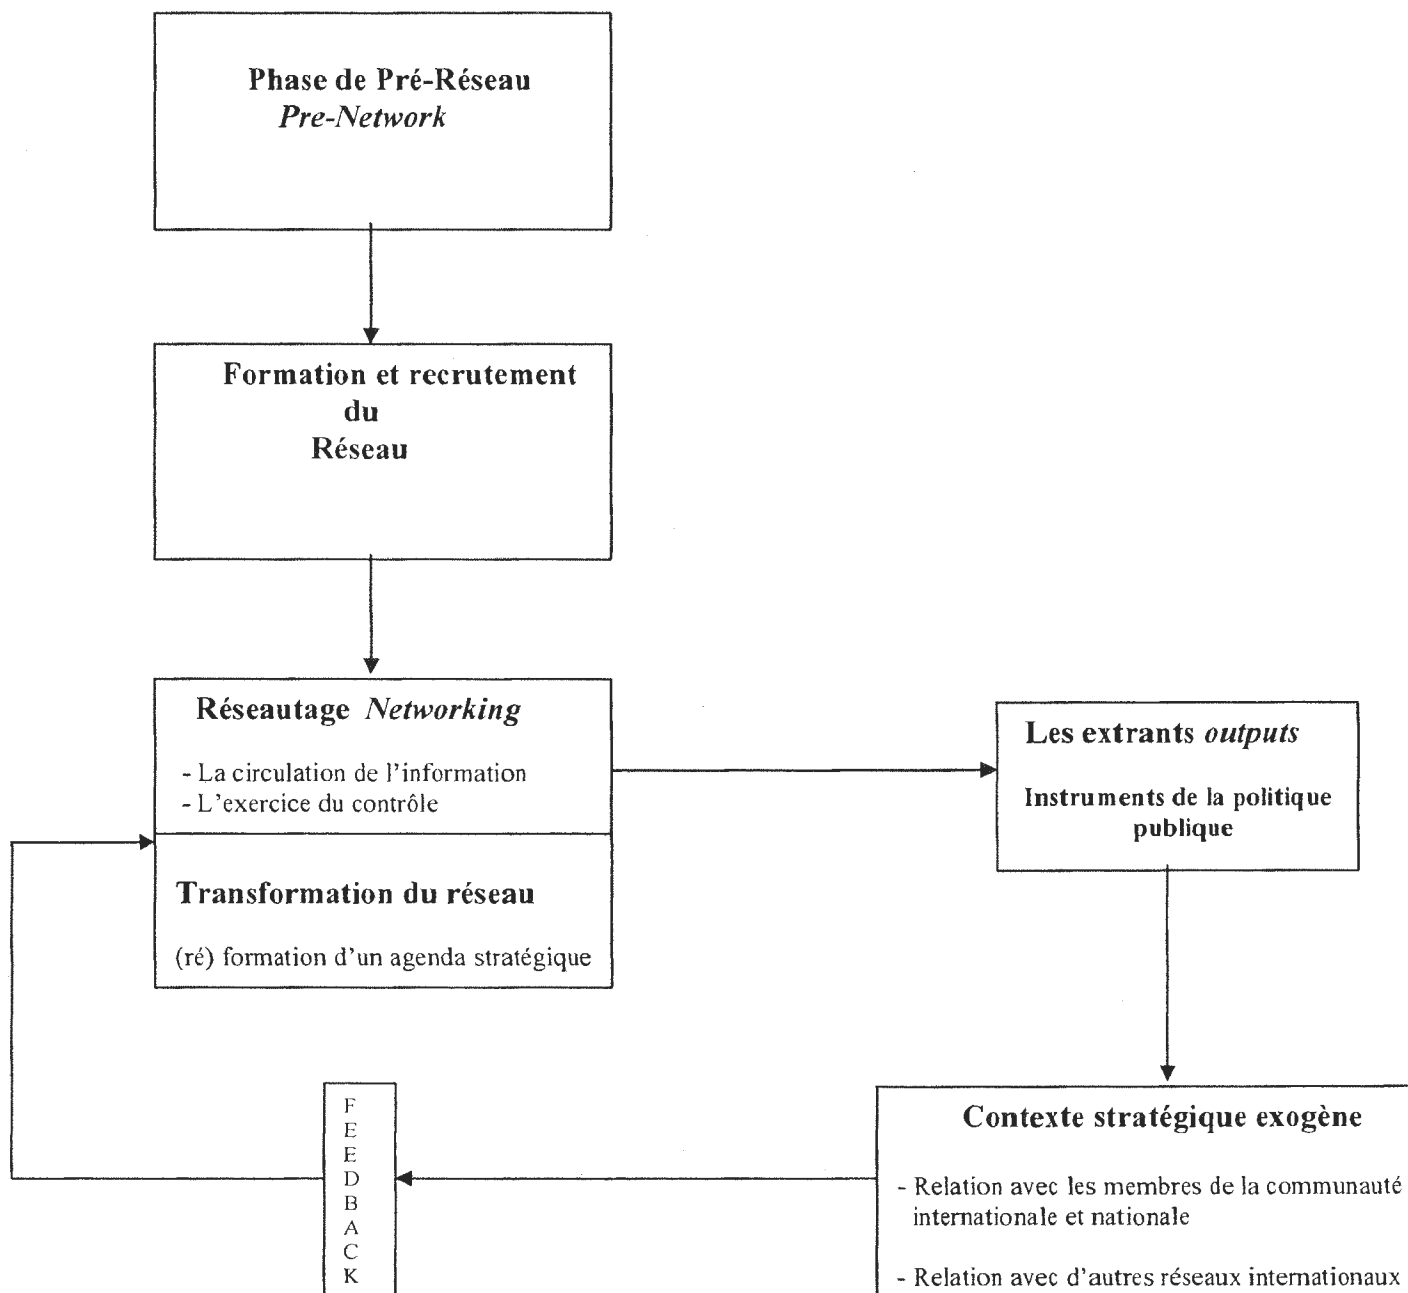 Phase de Pré-Réseau
Pre-Network
Formation et recrutement
du
Réseau
Réseautage Networking
- La circulation de l'information
- L'exercice du contrôle
Transformation du réseau
(ré) formation d'un agenda stratégique
Les extrants outputs
Instruments de la politique
publique
Contexte stratégique exogène
- Relation avec les membres de la communauté
internationale et nationale
- Relation avec d'autres réseaux internationaux
F
E
E
D
B
A
C
K